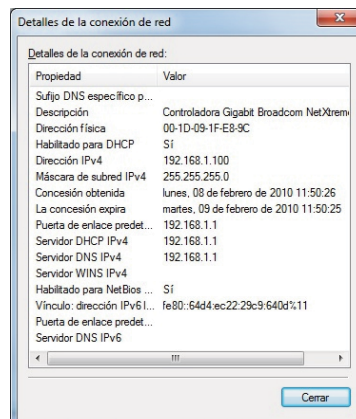 Detalles de la conexión de red
Detalles de la conexión de red:
Propiedad Valor
Sufijo DNS específico p...
Descripción Controladora Gigabit Broadcom NetXtreme
Dirección física 00-1D-09-1F-E8-9C
Habilitado para DHCP Sí
Dirección IPv4 192.168.1.100
Máscara de subred IPv4 255.255.255.0
Concesión obtenida lunes, 08 de febrero de 2010 11:50:26
La concesión expira martes, 09 de febrero de 2010 11:50:25
Puerta de enlace predet... 192.168.1.1
Servidor DHCP IPv4 192.168.1.1
Servidor DNS IPv4 192.168.1.1
Servidor WINS IPv4
Habilitado para NetBios ... Sí
Vínculo: dirección IPv6 l... fe80::64d4:ec22:29c9:640d%11
Puerta de enlace predet...
Servidor DNS IPv6
Cerrar